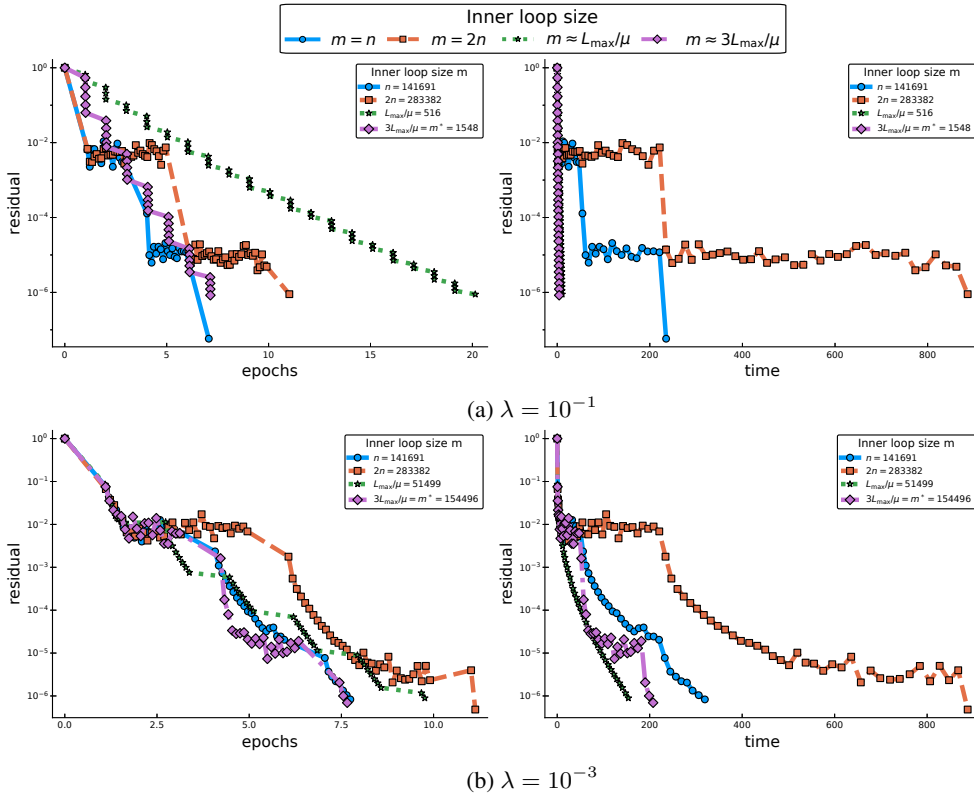 Inner loop size
m = n m = 2n m ≈ L_max/μ m ≈ 3L_max/μ
10^0
10^−2
10^−4
10^−6
residual
0 5 10 15 20
epochs
Inner loop size m
n = 141691
2n = 283382
L_max/μ = 516
3L_max/μ = m* = 1548
10^0
10^−2
10^−4
10^−6
residual
0 200 400 600 800
time
Inner loop size m
n = 141691
2n = 283382
L_max/μ = 516
3L_max/μ = m* = 1548
(a) λ = 10^−1
10^0
10^−1
10^−2
10^−3
10^−4
10^−5
10^−6
residual
0.0 2.5 5.0 7.5 10.0
epochs
Inner loop size m
n = 141691
2n = 283382
L_max/μ = 51499
3L_max/μ = m* = 154496
10^0
10^−1
10^−2
10^−3
10^−4
10^−5
10^−6
residual
0 200 400 600 800
time
Inner loop size m
n = 141691
2n = 283382
L_max/μ = 51499
3L_max/μ = m* = 154496
(b) λ = 10^−3